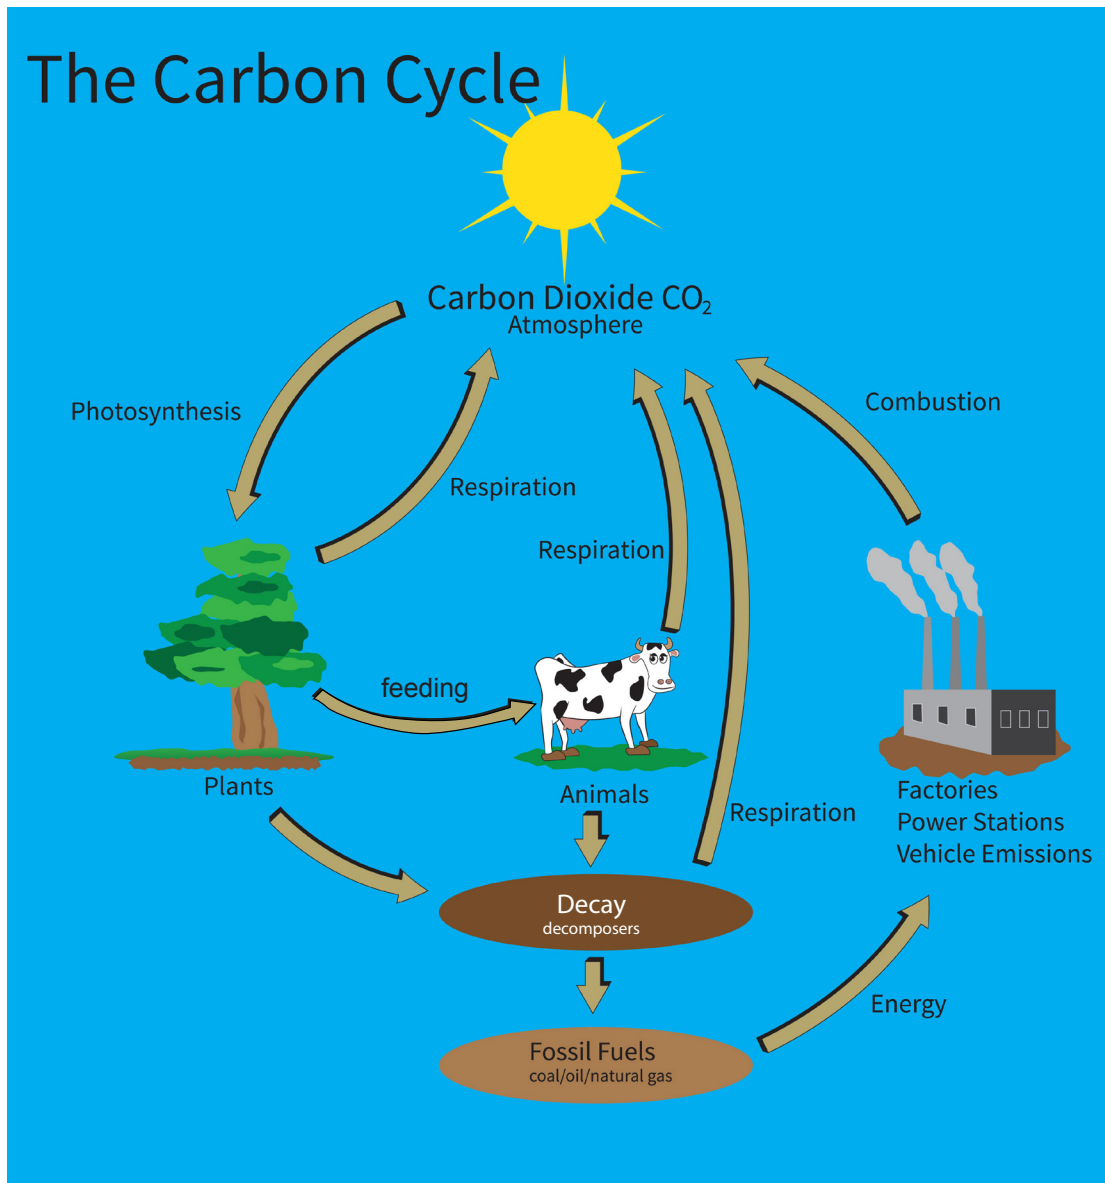 The Carbon Cycle
Carbon Dioxide CO₂
Atmosphere
Photosynthesis
Combustion
Respiration
Respiration
feeding
Plants
Animals
Respiration
Factories
Power Stations
Vehicle Emissions
Decay
decomposers
Energy
Fossil Fuels
coal/oil/natural gas